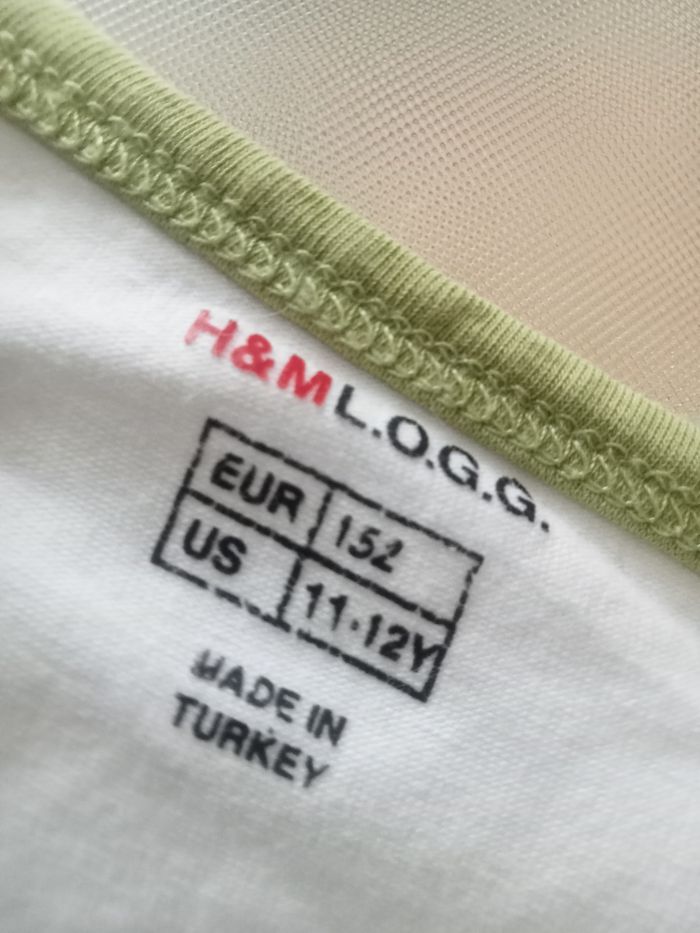 H&M L.O.G.G.
EUR 152
US 11-12Y
MADE IN
TURKEY